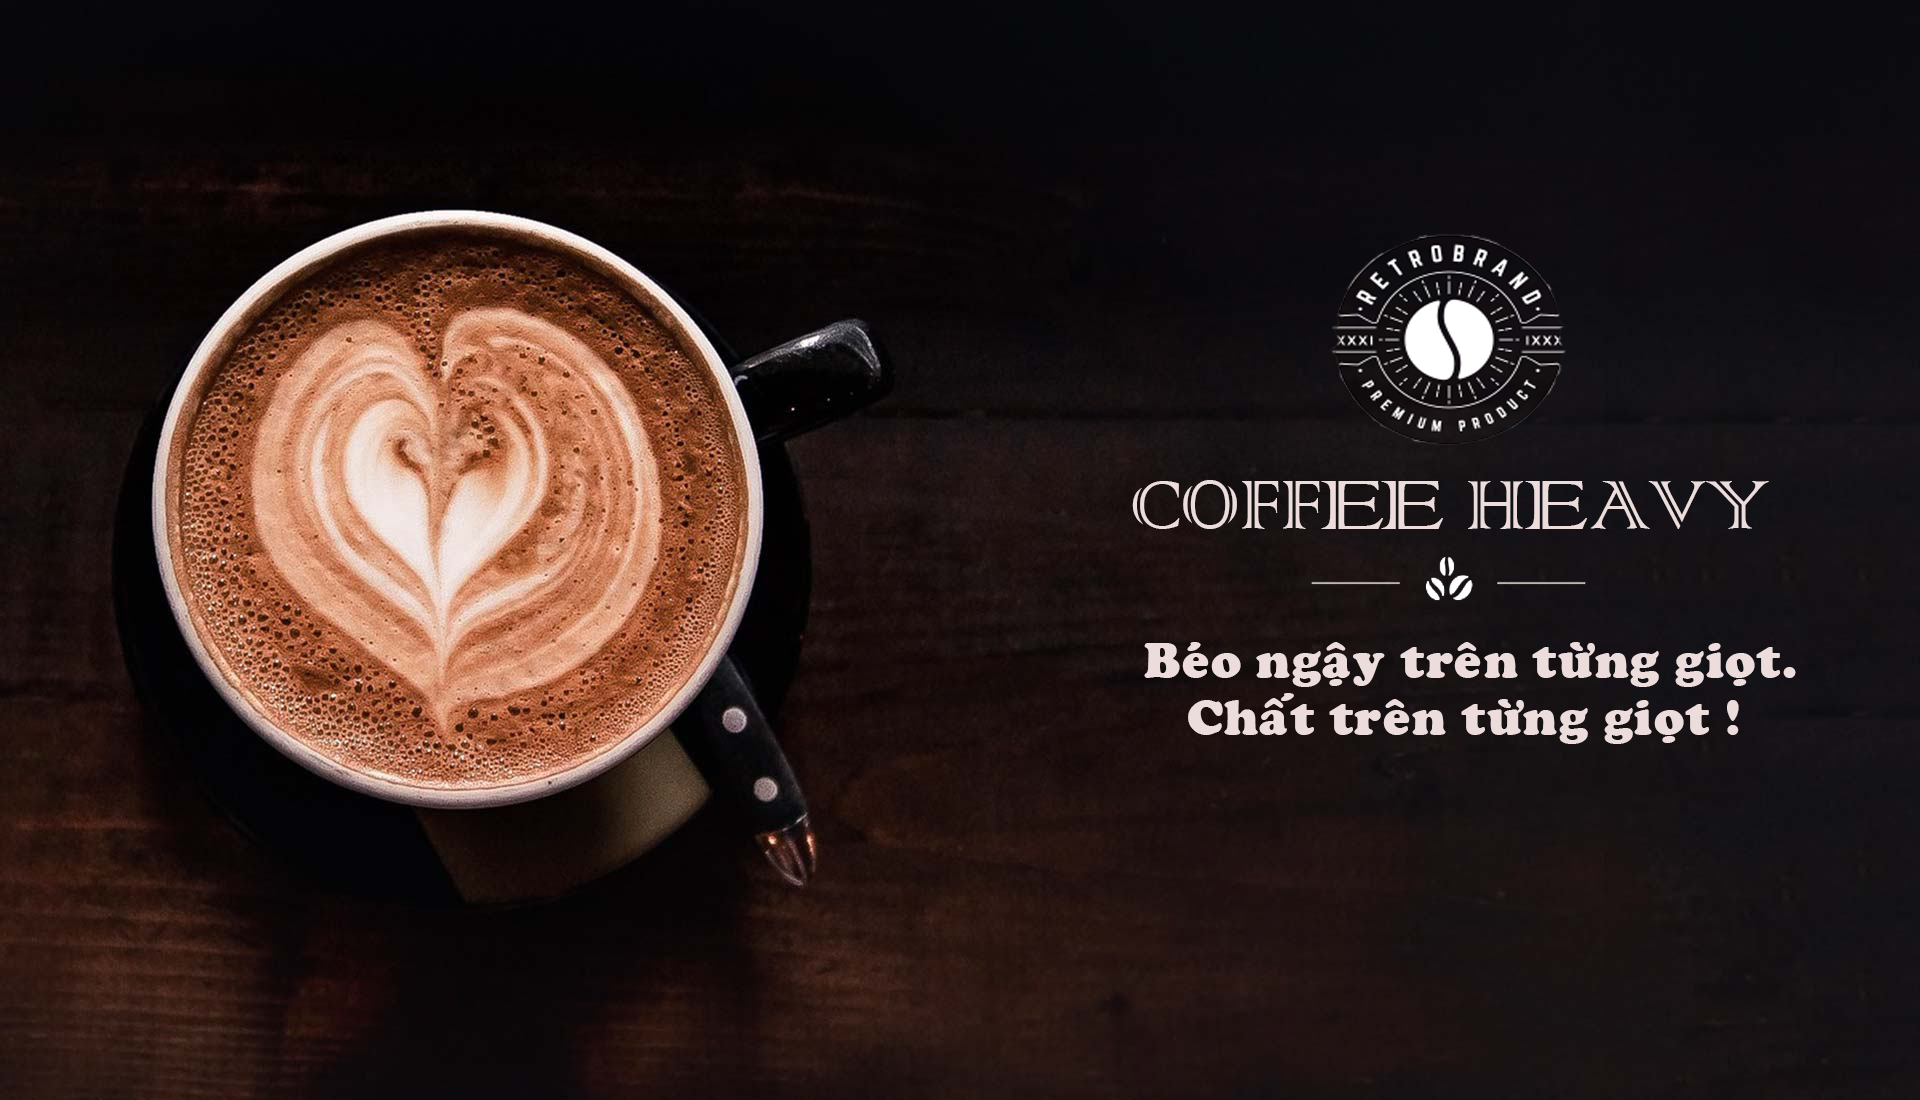 RETROBRAND
XXXI IXXX
PREMIUM PRODUCT
COFFEE HEAVY
Béo ngậy trên từng giọt.
Chất trên từng giọt !